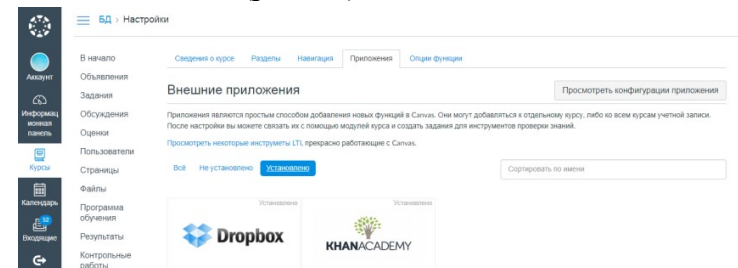 БД > Настройки
Аккаунт
Информац
ионная
панель
Курсы
Календарь
52
Входящие
В начало
Объявления
Задания
Обсуждения
Оценки
Пользователи
Страницы
Файлы
Программа
обучения
Результаты
Контрольные
работы
Сведения о курсе Разделы Навигация Приложения Опции функции
Внешние приложения
Просмотреть конфигурации приложения
Приложения являются простым способом добавления новых функций в Canvas. Они могут добавляться к отдельному курсу, либо ко всем курсам учетной записи.
После настройки вы можете связать их с помощью модулей курса и создать задания для инструментов проверки знаний.
Просмотреть некоторые инструменты LTI, прекрасно работающие с Canvas.
Всё Не установлено Установлено
Сортировать по имени
Установлено Установлено
Dropbox
KHANACADEMY